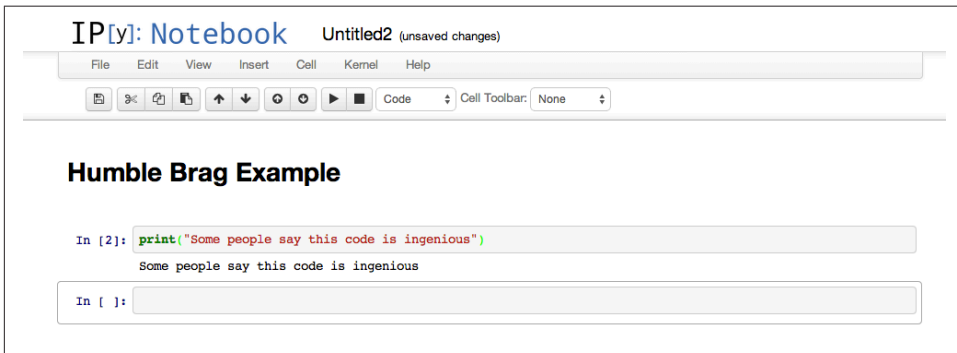 IP[y]: Notebook Untitled2 (unsaved changes)
File Edit View Insert Cell Kernel Help
Code Cell Toolbar: None
Humble Brag Example
In [2]: print("Some people say this code is ingenious")
Some people say this code is ingenious
In [ ]: